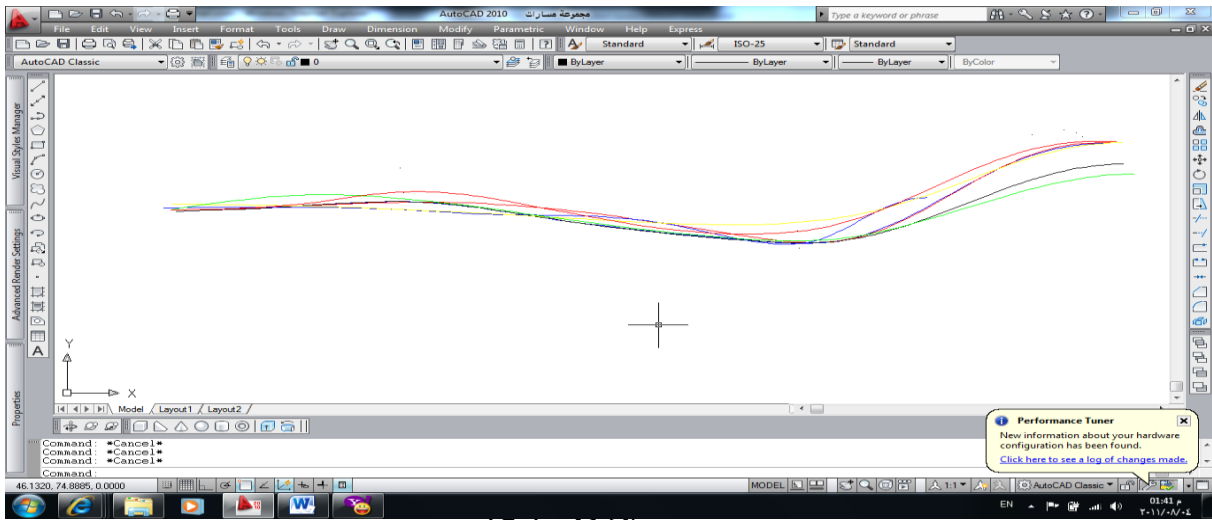 AutoCAD 2010 مجموعة مسارات
Type a keyword or phrase
File Edit View Insert Format Tools Draw Dimension Modify Parametric Window Help Express
Standard ISO-25 Standard
AutoCAD Classic 0 ByLayer ByLayer ByLayer ByColor
Visual Styles Manager
Advanced Render Settings
Properties
A
Y
X
Model Layout1 Layout2
Performance Tuner
New information about your hardware
configuration has been found.
Click here to see a log of changes made.
Command: *Cancel*
Command: *Cancel*
Command: *Cancel*
Command:
46.1320, 74.8885, 0.0000 MODEL 1:1 AutoCAD Classic
EN 01:41 م
٢٠١١/٠٨/٠٤